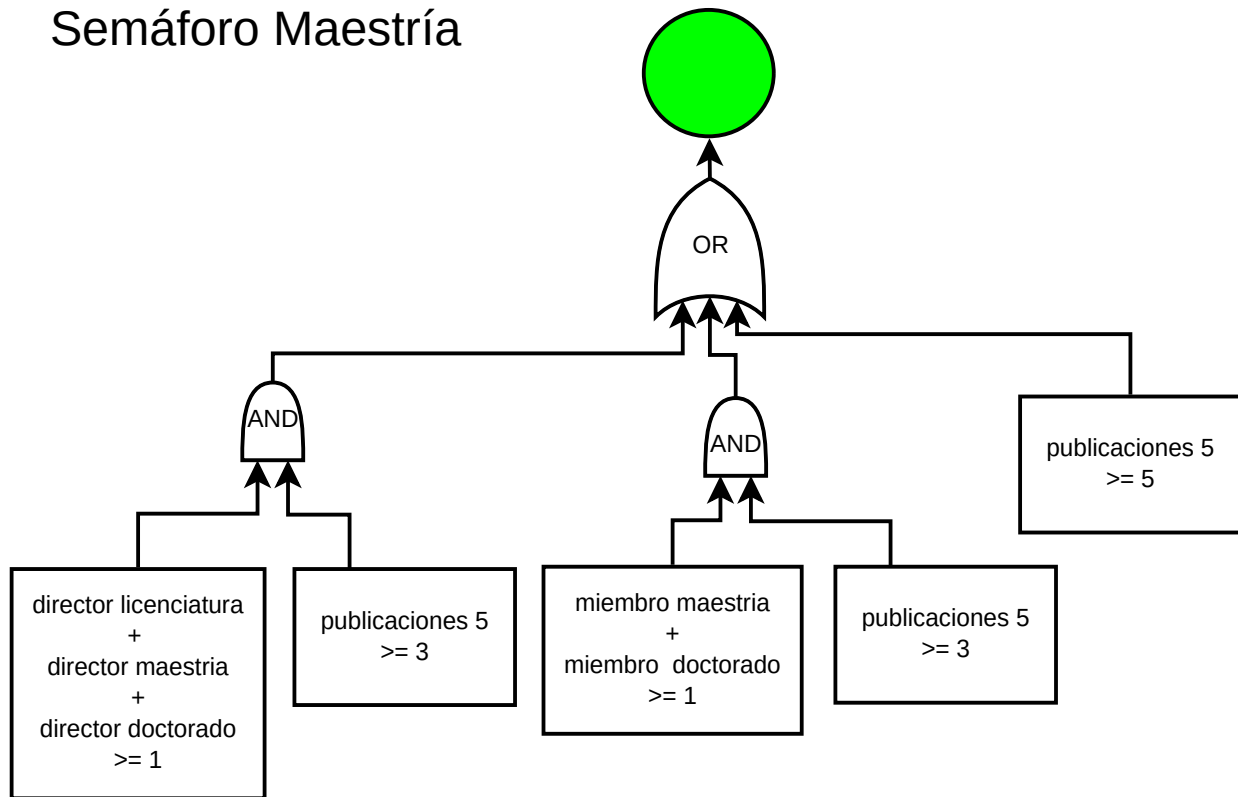 Semáforo Maestría
OR
AND
AND
publicaciones 5
>= 5
director licenciatura
+
director maestria
+
director doctorado
>= 1
publicaciones 5
>= 3
miembro maestria
+
miembro  doctorado
>= 1
publicaciones 5
>= 3